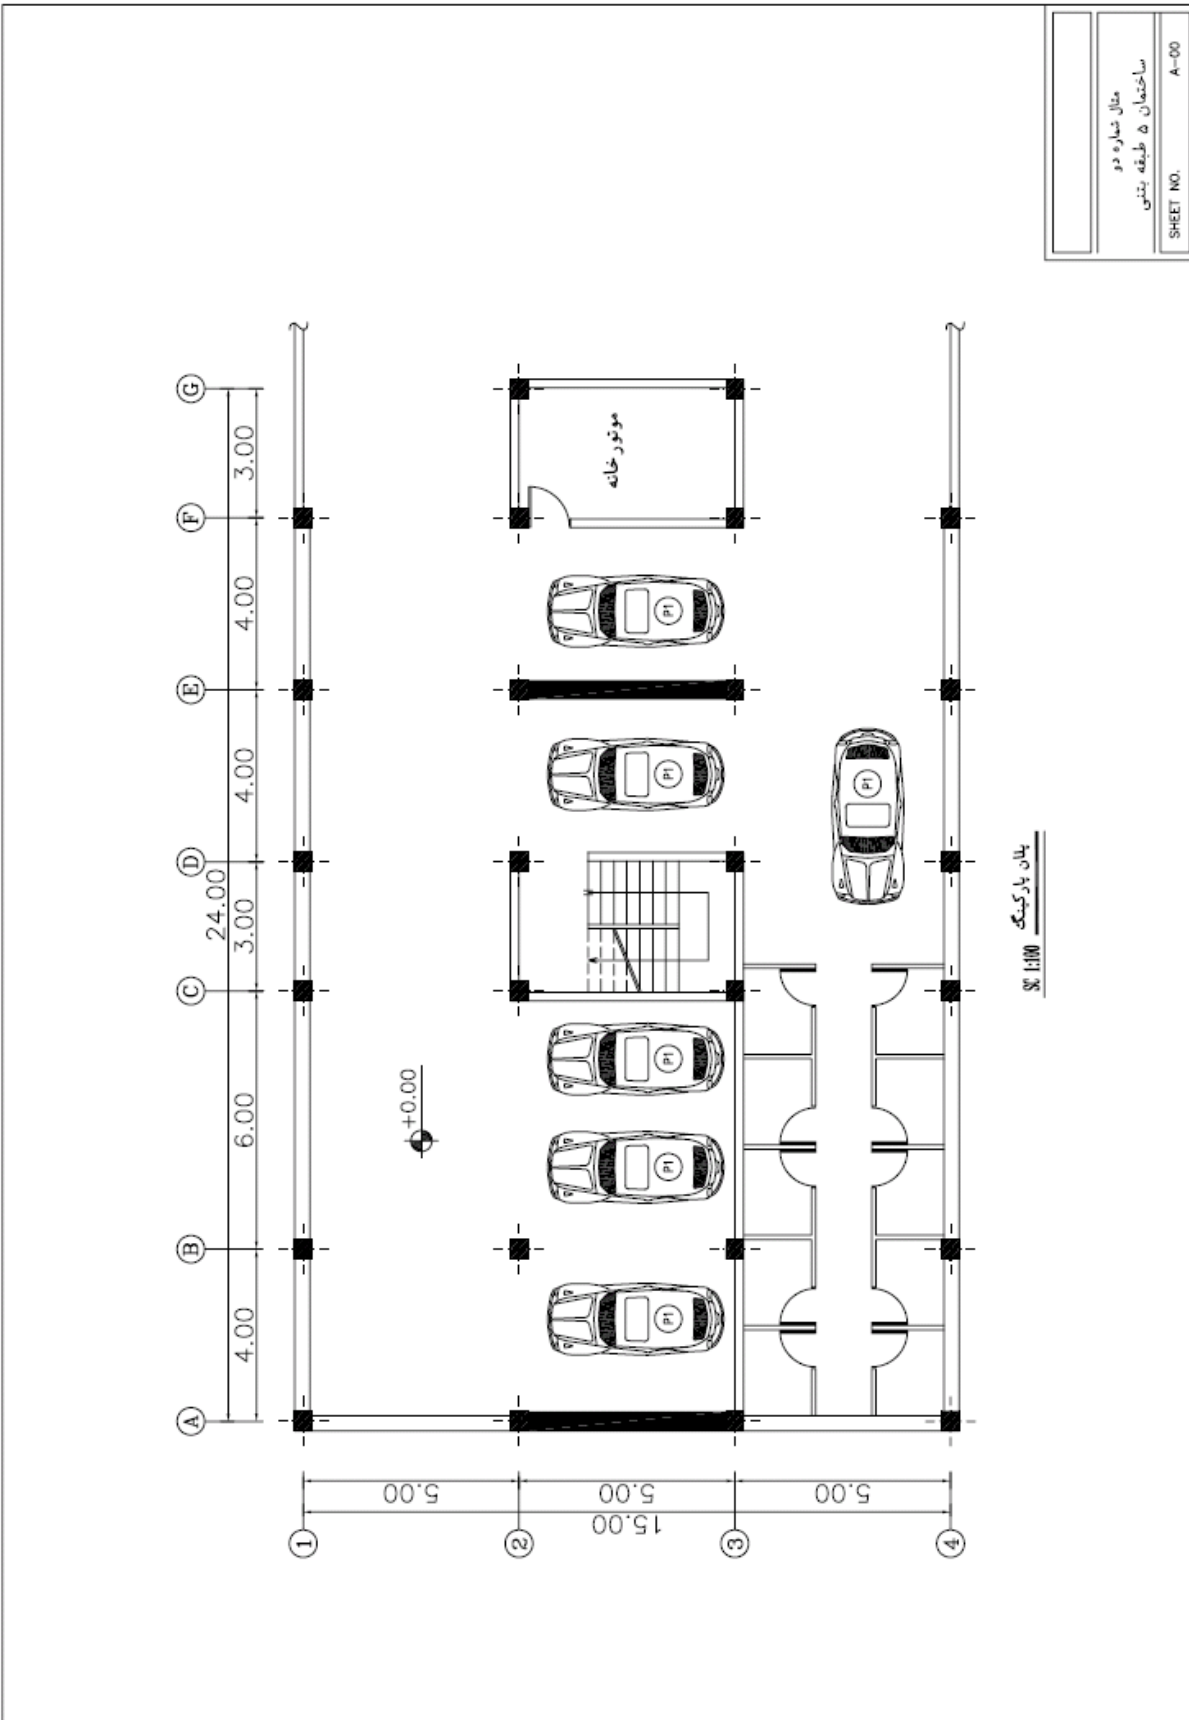 مثال شماره دو
ساختمان ۵ طبقه بتنی
SHEET NO. A-00
G
F
E
D
C
B
A
3.00
4.00
4.00
3.00
6.00
4.00
24.00
موتور خانه
P1
P1
P1
P1
P1
P1
+0.00
5.00
5.00
5.00
15.00
1
2
3
4
پلان پارکینگ
SC 1:100